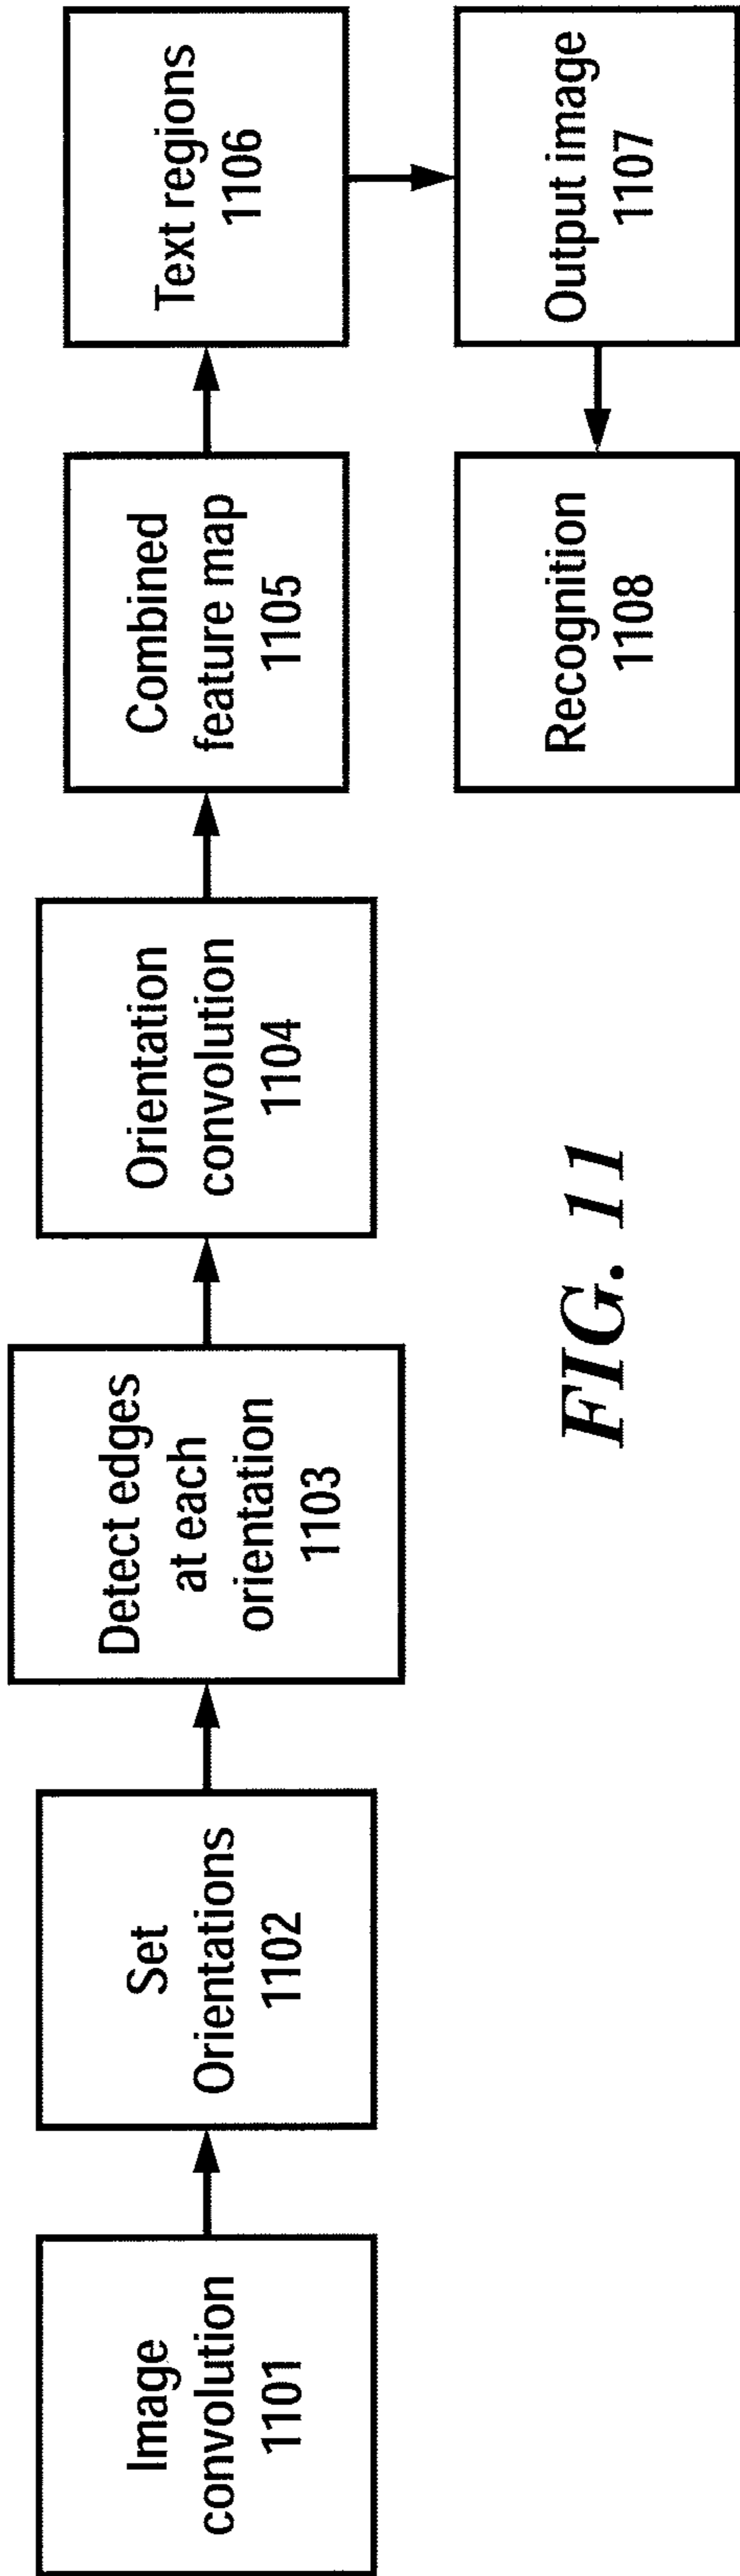 Image
convolution
1101
Set
Orientations
1102
Detect edges
at each
orientation
1103
Orientation
convolution
1104
Combined
feature map
1105
Text regions
1106
Output image
1107
Recognition
1108
FIG. 11